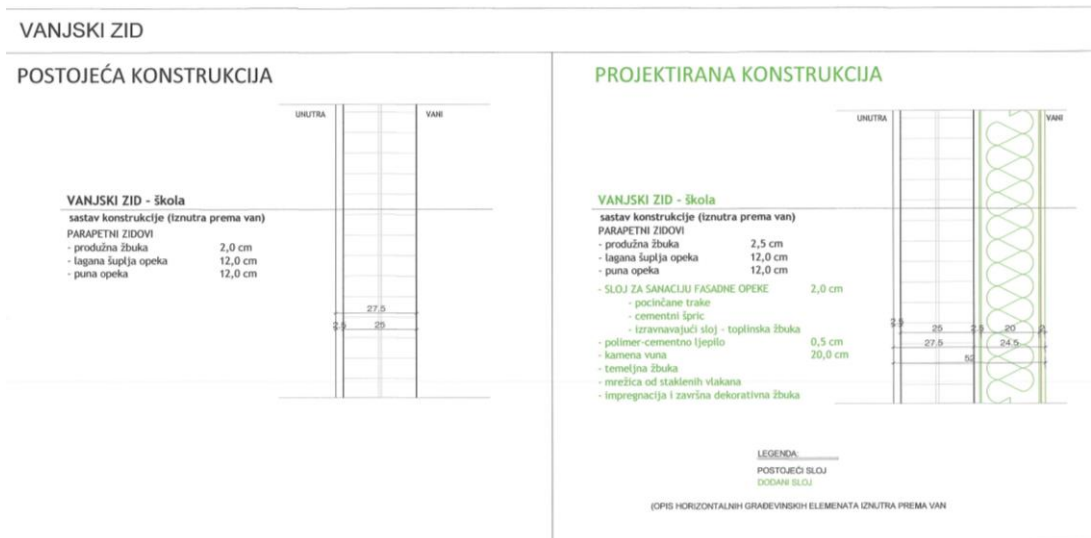 VANJSKI ZID
POSTOJEĆA KONSTRUKCIJA
UNUTRA
VANI
VANJSKI ZID - škola
sastav konstrukcije (iznutra prema van)
PARAPETNI ZIDOVI
- produžna žbuka 2,0 cm
- lagana šuplja opeka 12,0 cm
- puna opeka 12,0 cm
27.5
2.5 25
PROJEKTIRANA KONSTRUKCIJA
UNUTRA
VANI
VANJSKI ZID - škola
sastav konstrukcije (iznutra prema van)
PARAPETNI ZIDOVI
- produžna žbuka 2,5 cm
- lagana šuplja opeka 12,0 cm
- puna opeka 12,0 cm
- SLOJ ZA SANACIJU FASADNE OPEKE 2,0 cm
- pocinčane trake
- cementni špric
- izravnavajući sloj - toplinska žbuka
- polimer-cementno ljepilo 0,5 cm
- kamena vuna 20,0 cm
- temeljna žbuka
- mrežica od staklenih vlakana
- impregnacija i završna dekorativna žbuka
2.5 25 2.5 20 2
27.5 24.5
52
LEGENDA:
POSTOJEĆI SLOJ
DODANI SLOJ
(OPIS HORIZONTALNIH GRAĐEVINSKIH ELEMENATA IZNUTRA PREMA VAN